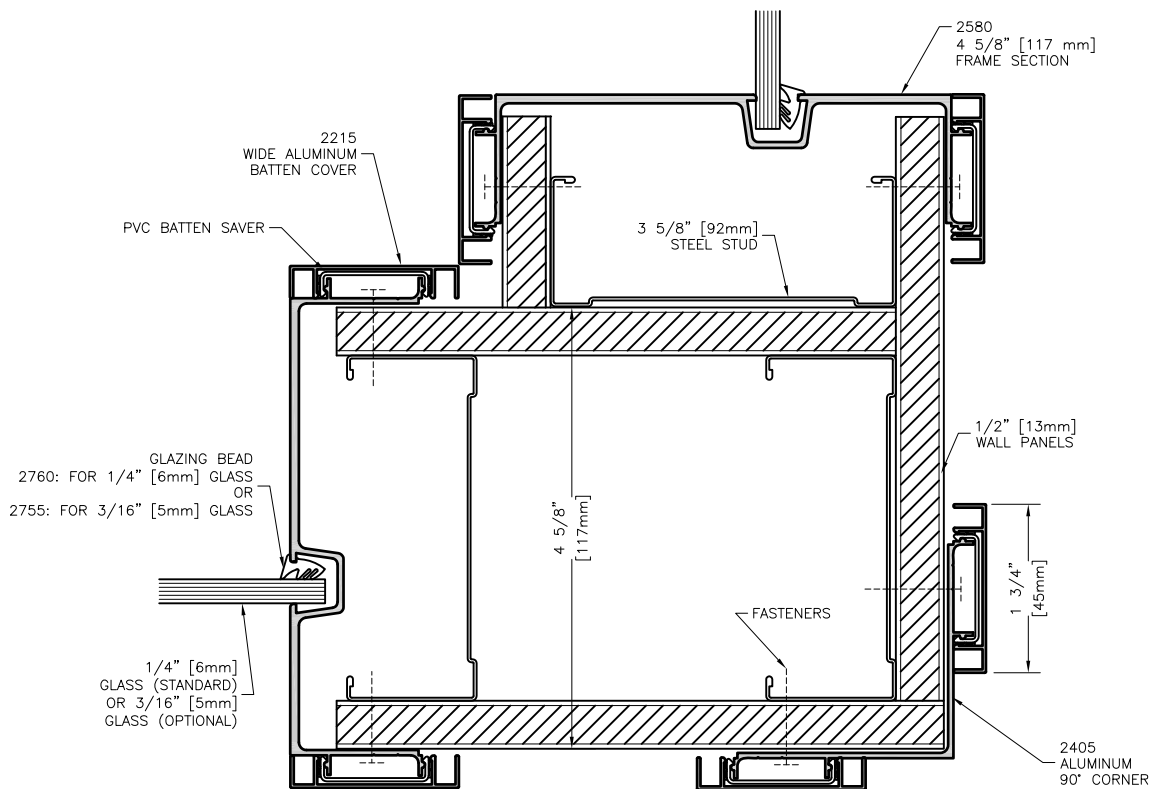 2580
4 5/8” [117 mm]
FRAME SECTION
2215
WIDE ALUMINUM
BATTEN COVER
PVC BATTEN SAVER
3 5/8” [92mm]
STEEL STUD
1/2” [13mm]
WALL PANELS
GLAZING BEAD
2760: FOR 1/4” [6mm] GLASS
OR
2755: FOR 3/16” [5mm] GLASS
4 5/8”
[117mm]
1 3/4”
[45mm]
FASTENERS
1/4” [6mm]
GLASS (STANDARD)
OR 3/16” [5mm]
GLASS (OPTIONAL)
2405
ALUMINUM
90° CORNER